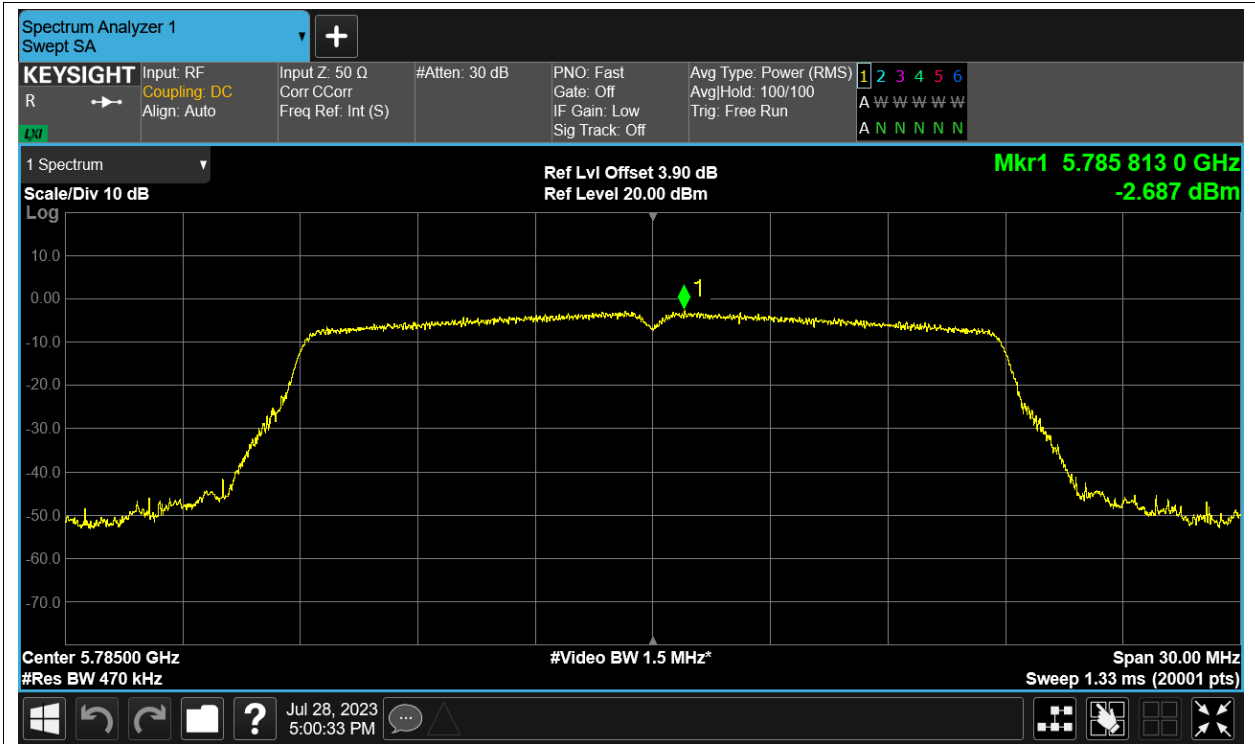 Spectrum Analyzer 1
Swept SA
+
KEYSIGHT
R
LXI
Input: RF
Coupling: DC
Align: Auto
Input Z: 50 Ω
Corr CCorr
Freq Ref: Int (S)
#Atten: 30 dB
PNO: Fast
Gate: Off
IF Gain: Low
Sig Track: Off
Avg Type: Power (RMS)
Avg|Hold: 100/100
Trig: Free Run
1 2 3 4 5 6
A W W W W W
A N N N N N
1 Spectrum
Scale/Div 10 dB
Log
Ref Lvl Offset 3.90 dB
Ref Level 20.00 dBm
Mkr1 5.785 813 0 GHz
-2.687 dBm
10.0
0.00
-10.0
-20.0
-30.0
-40.0
-50.0
-60.0
-70.0
1
Center 5.78500 GHz
#Res BW 470 kHz
#Video BW 1.5 MHz*
Span 30.00 MHz
Sweep 1.33 ms (20001 pts)
?
Jul 28, 2023
5:00:33 PM